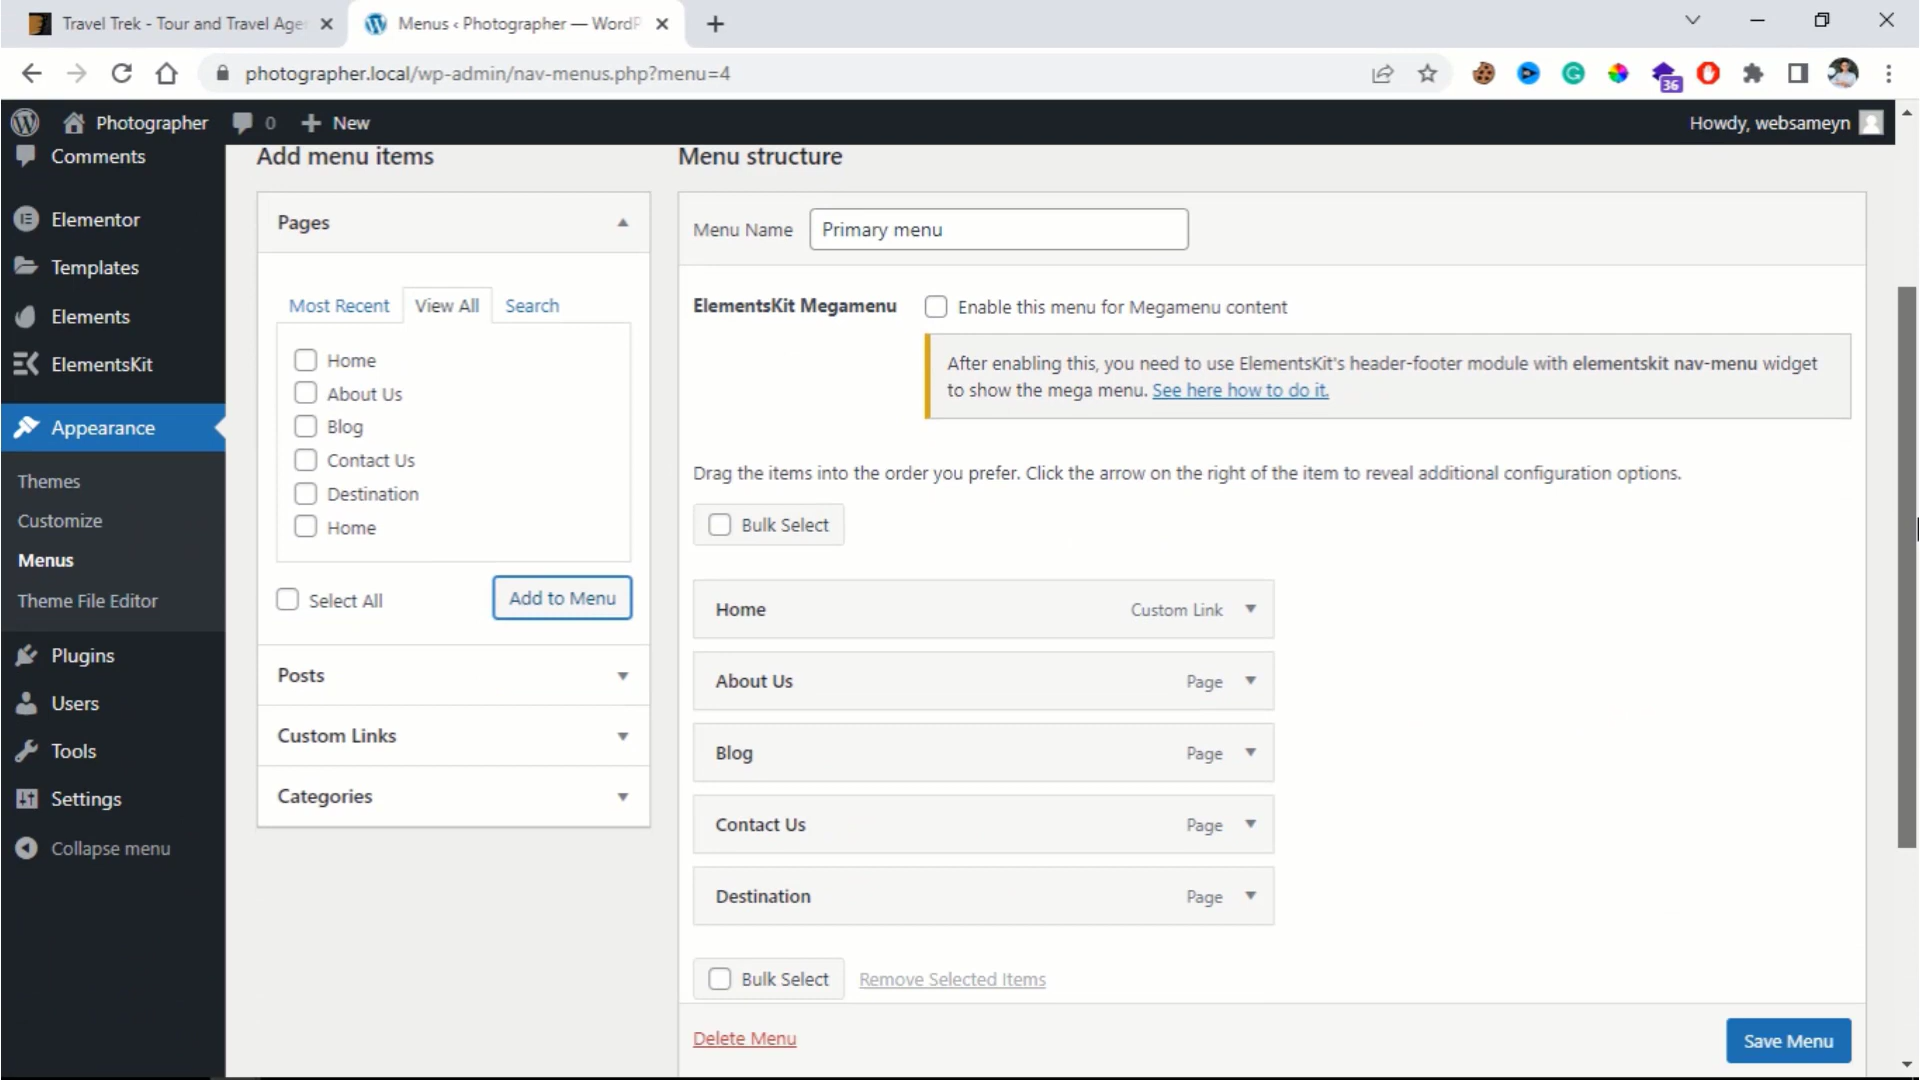 Travel Trek - Tour and Travel Age
Menus ‹ Photographer — WordP
photographer.local/wp-admin/nav-menus.php?menu=4
36
Photographer
0
New
Howdy, websameyn
Comments
Elementor
Templates
Elements
ElementsKit
Appearance
Themes
Customize
Menus
Theme File Editor
Plugins
Users
Tools
Settings
Collapse menu
Add menu items
Pages
Most Recent
View All
Search
Home
About Us
Blog
Contact Us
Destination
Home
Select All
Add to Menu
Posts
Custom Links
Categories
Menu structure
Menu Name
Primary menu
ElementsKit Megamenu
Enable this menu for Megamenu content
After enabling this, you need to use ElementsKit's header-footer module with elementskit nav-menu widget
to show the mega menu. See here how to do it.
Drag the items into the order you prefer. Click the arrow on the right of the item to reveal additional configuration options.
Bulk Select
Home Custom Link
About Us Page
Blog Page
Contact Us Page
Destination Page
Bulk Select Remove Selected Items
Delete Menu
Save Menu